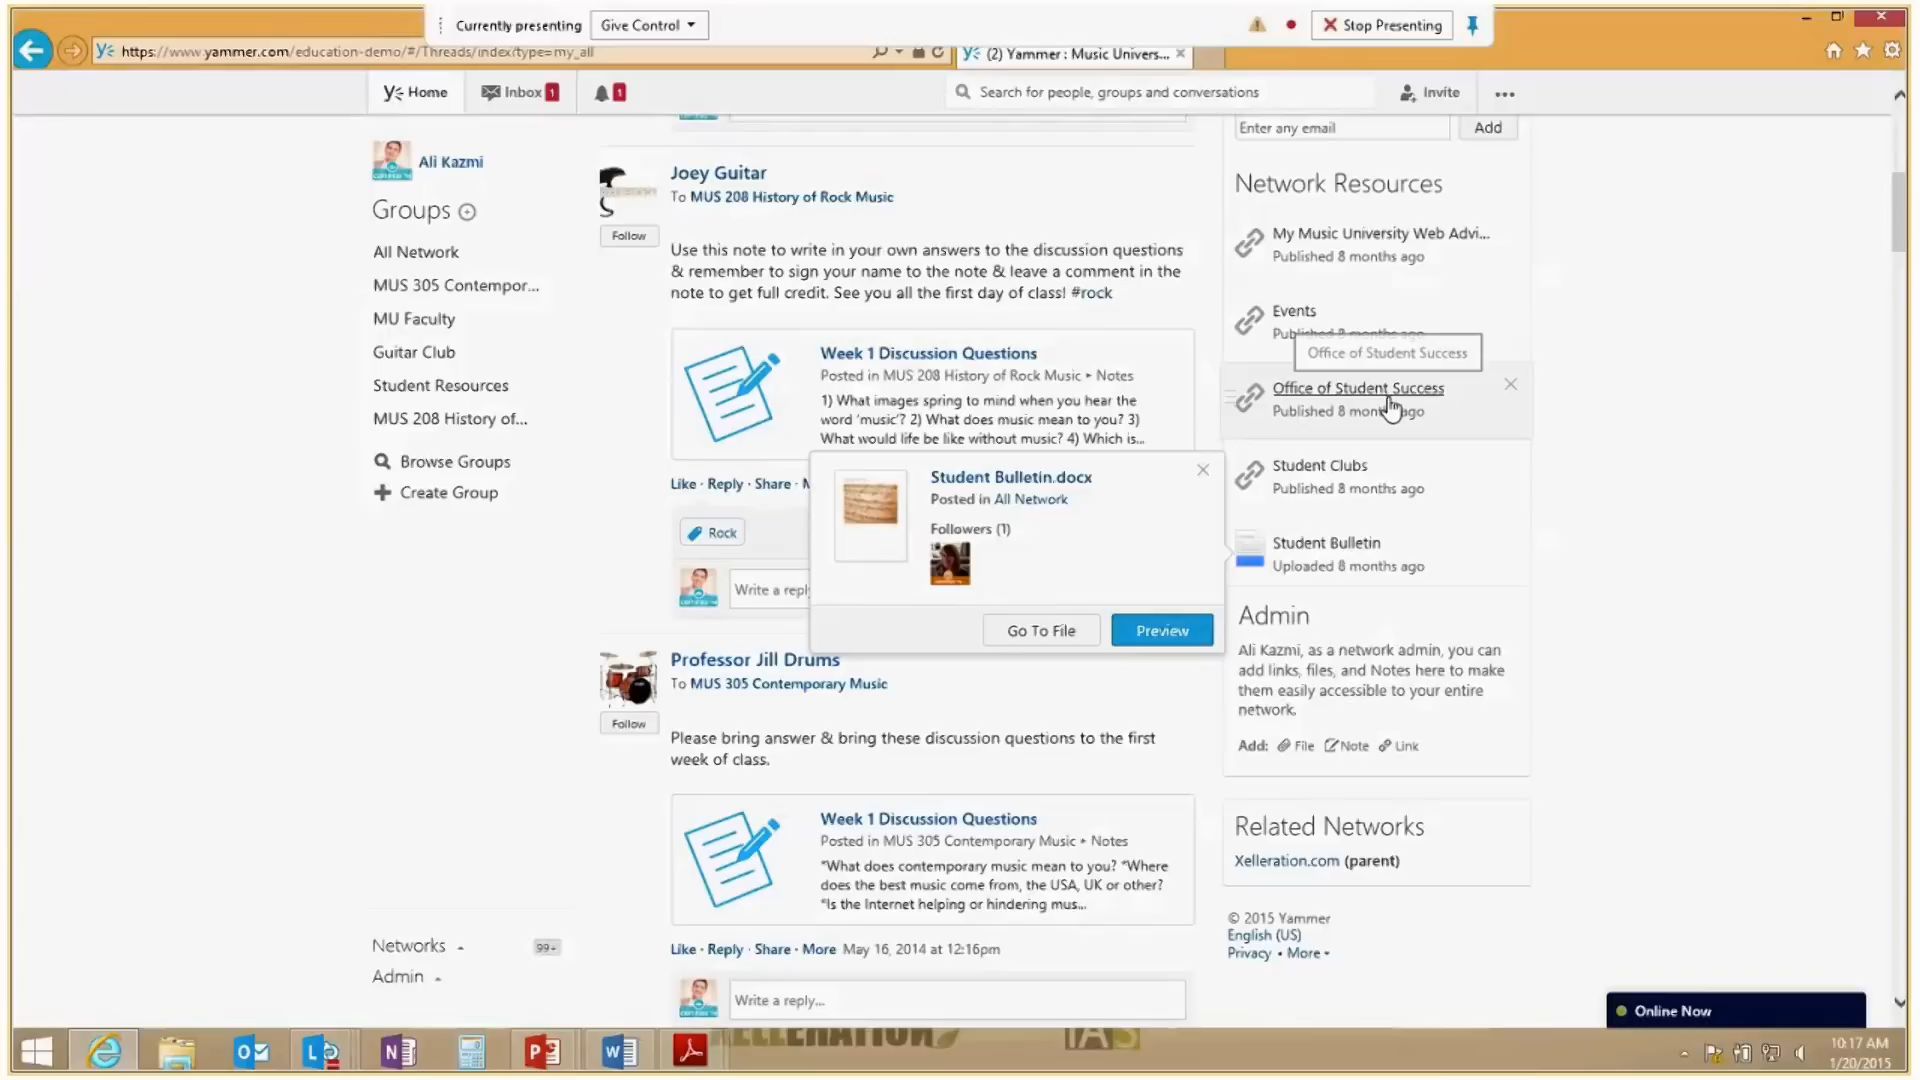 Currently presenting
Give Control
Stop Presenting
https://www.yammer.com/education-demo/#/Threads/index?type=my_all
(2) Yammer : Music Univers...
Home
Inbox 1
1
Search for people, groups and conversations
Invite
Enter any email
Add
Ali Kazmi
Groups
All Network
MUS 305 Contempor...
MU Faculty
Guitar Club
Student Resources
MUS 208 History of...
Browse Groups
Create Group
Networks
99+
Admin
Joey Guitar
To MUS 208 History of Rock Music
Follow
Use this note to write in your own answers to the discussion questions
& remember to sign your name to the note & leave a comment in the
note to get full credit. See you all the first day of class! #rock
Week 1 Discussion Questions
Posted in MUS 208 History of Rock Music • Notes
1) What images spring to mind when you hear the
word 'music'? 2) What does music mean to you? 3)
What would life be like without music? 4) Which is...
Like · Reply · Share · M
Rock
Write a repl
Student Bulletin.docx
Posted in All Network
Followers (1)
Go To File
Preview
Professor Jill Drums
To MUS 305 Contemporary Music
Follow
Please bring answer & bring these discussion questions to the first
week of class.
Week 1 Discussion Questions
Posted in MUS 305 Contemporary Music • Notes
*What does contemporary music mean to you? *Where
does the best music come from, the USA, UK or other?
*Is the Internet helping or hindering mus...
Like · Reply · Share · More May 16, 2014 at 12:16pm
Write a reply...
Network Resources
My Music University Web Advi...
Published 8 months ago
Events
Published 8 months ago
Office of Student Success
Office of Student Success
Published 8 months ago
Student Clubs
Published 8 months ago
Student Bulletin
Uploaded 8 months ago
Admin
Ali Kazmi, as a network admin, you can
add links, files, and Notes here to make
them easily accessible to your entire
network.
Add: File Note Link
Related Networks
Xelleration.com (parent)
© 2015 Yammer
English (US)
Privacy • More
Online Now
10:17 AM
1/20/2015